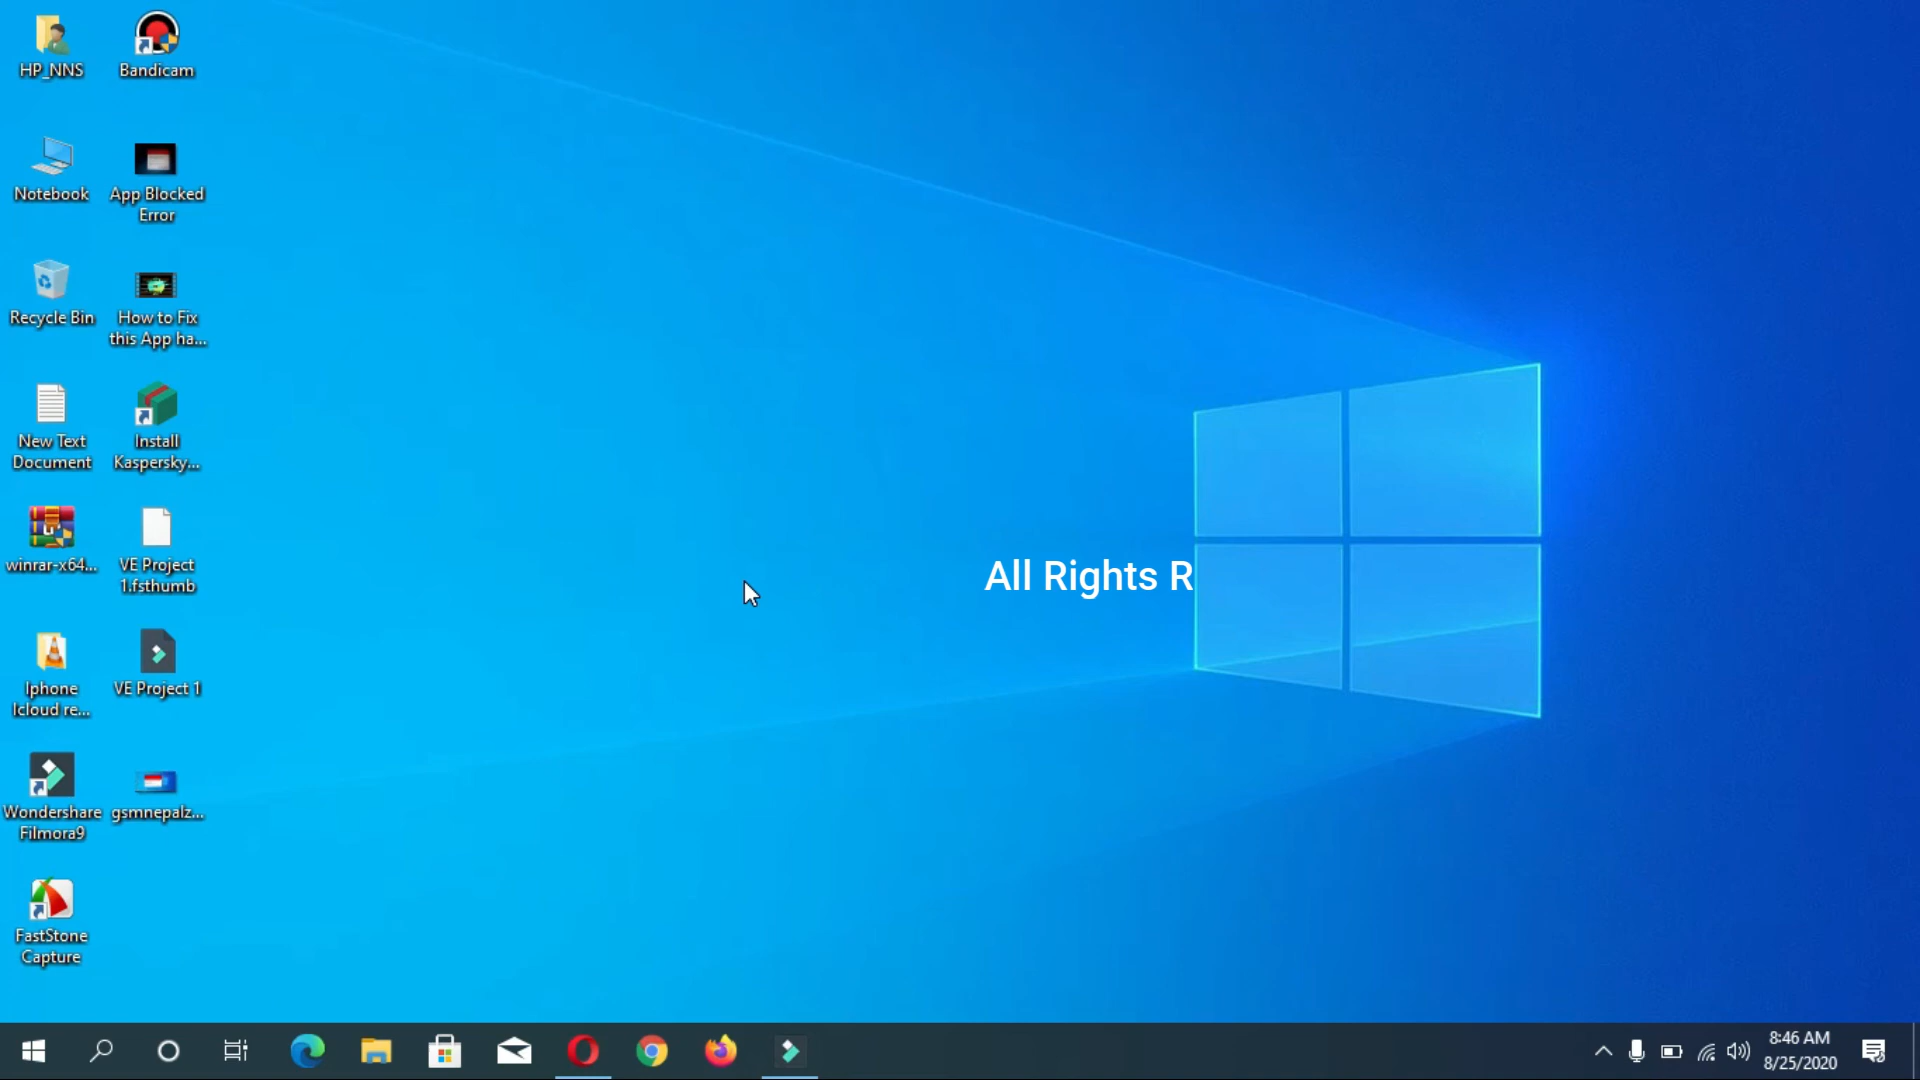 HP_NNS
Bandicam
Notebook
App Blocked
Error
Recycle Bin
How to Fix
this App ha...
New Text
Document
Install
Kaspersky...
winrar-x64...
VE Project
1.fsthumb
Iphone
Icloud re...
VE Project 1
Wondershare
Filmora9
gsmnepalz...
FastStone
Capture
All Rights R
8:46 AM
8/25/2020